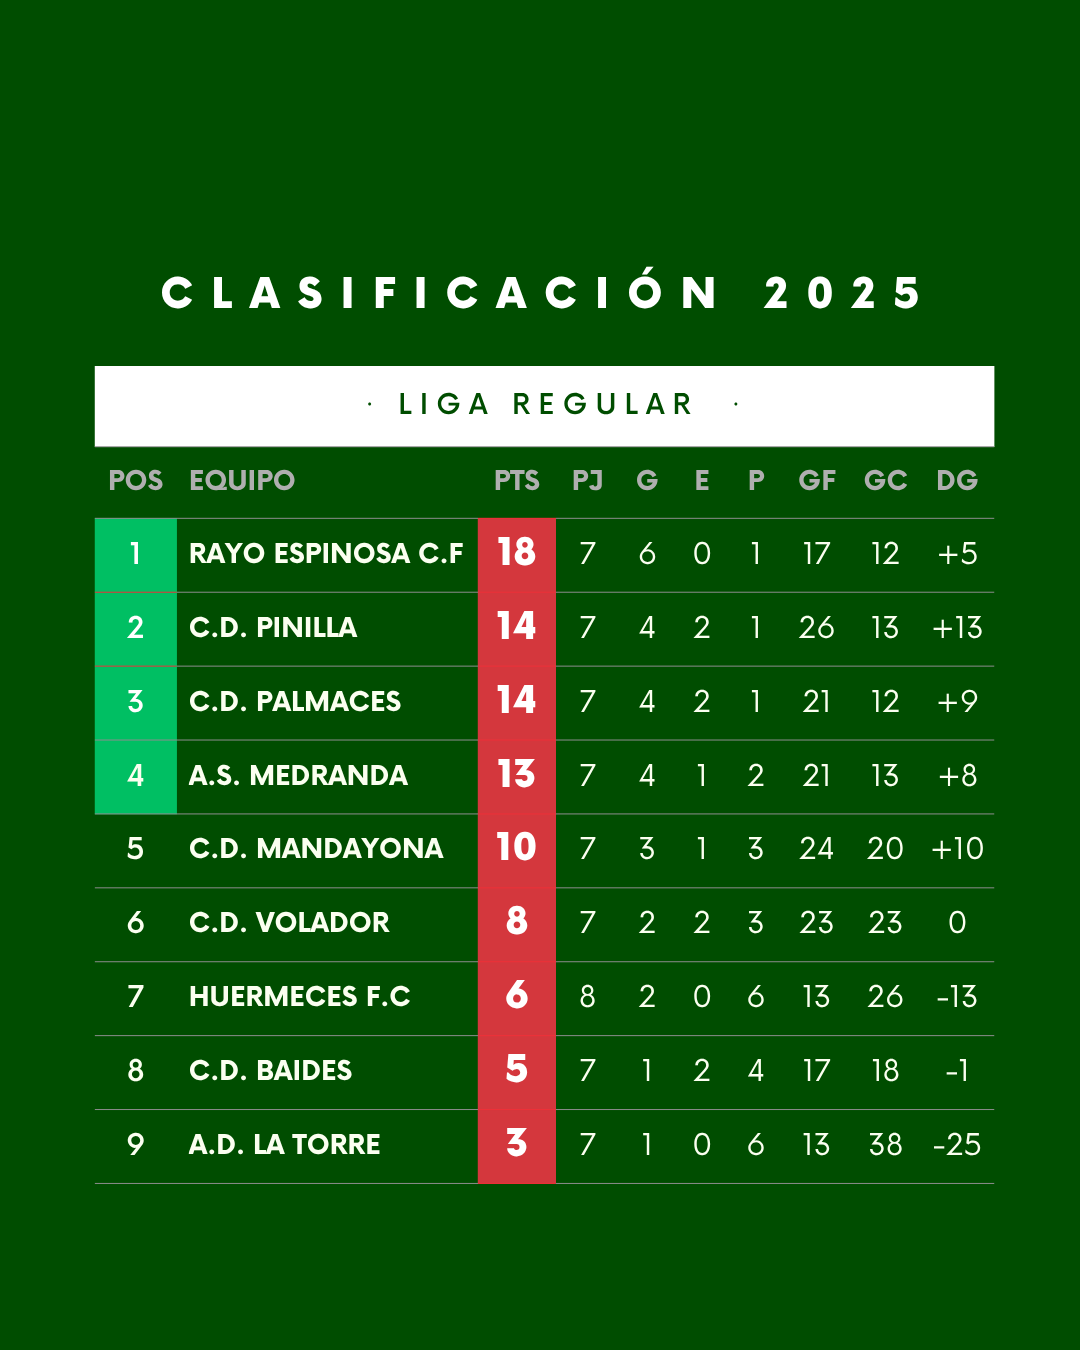 CLASIFICACIÓN 2025
· LIGA REGULAR ·
POS EQUIPO PTS PJ G E P GF GC DG
1 RAYO ESPINOSA C.F 18 7 6 0 1 17 12 +5
2 C.D. PINILLA 14 7 4 2 1 26 13 +13
3 C.D. PALMACES 14 7 4 2 1 21 12 +9
4 A.S. MEDRANDA 13 7 4 1 2 21 13 +8
5 C.D. MANDAYONA 10 7 3 1 3 24 20 +10
6 C.D. VOLADOR 8 7 2 2 3 23 23 0
7 HUERMECES F.C 6 8 2 0 6 13 26 -13
8 C.D. BAIDES 5 7 1 2 4 17 18 -1
9 A.D. LA TORRE 3 7 1 0 6 13 38 -25